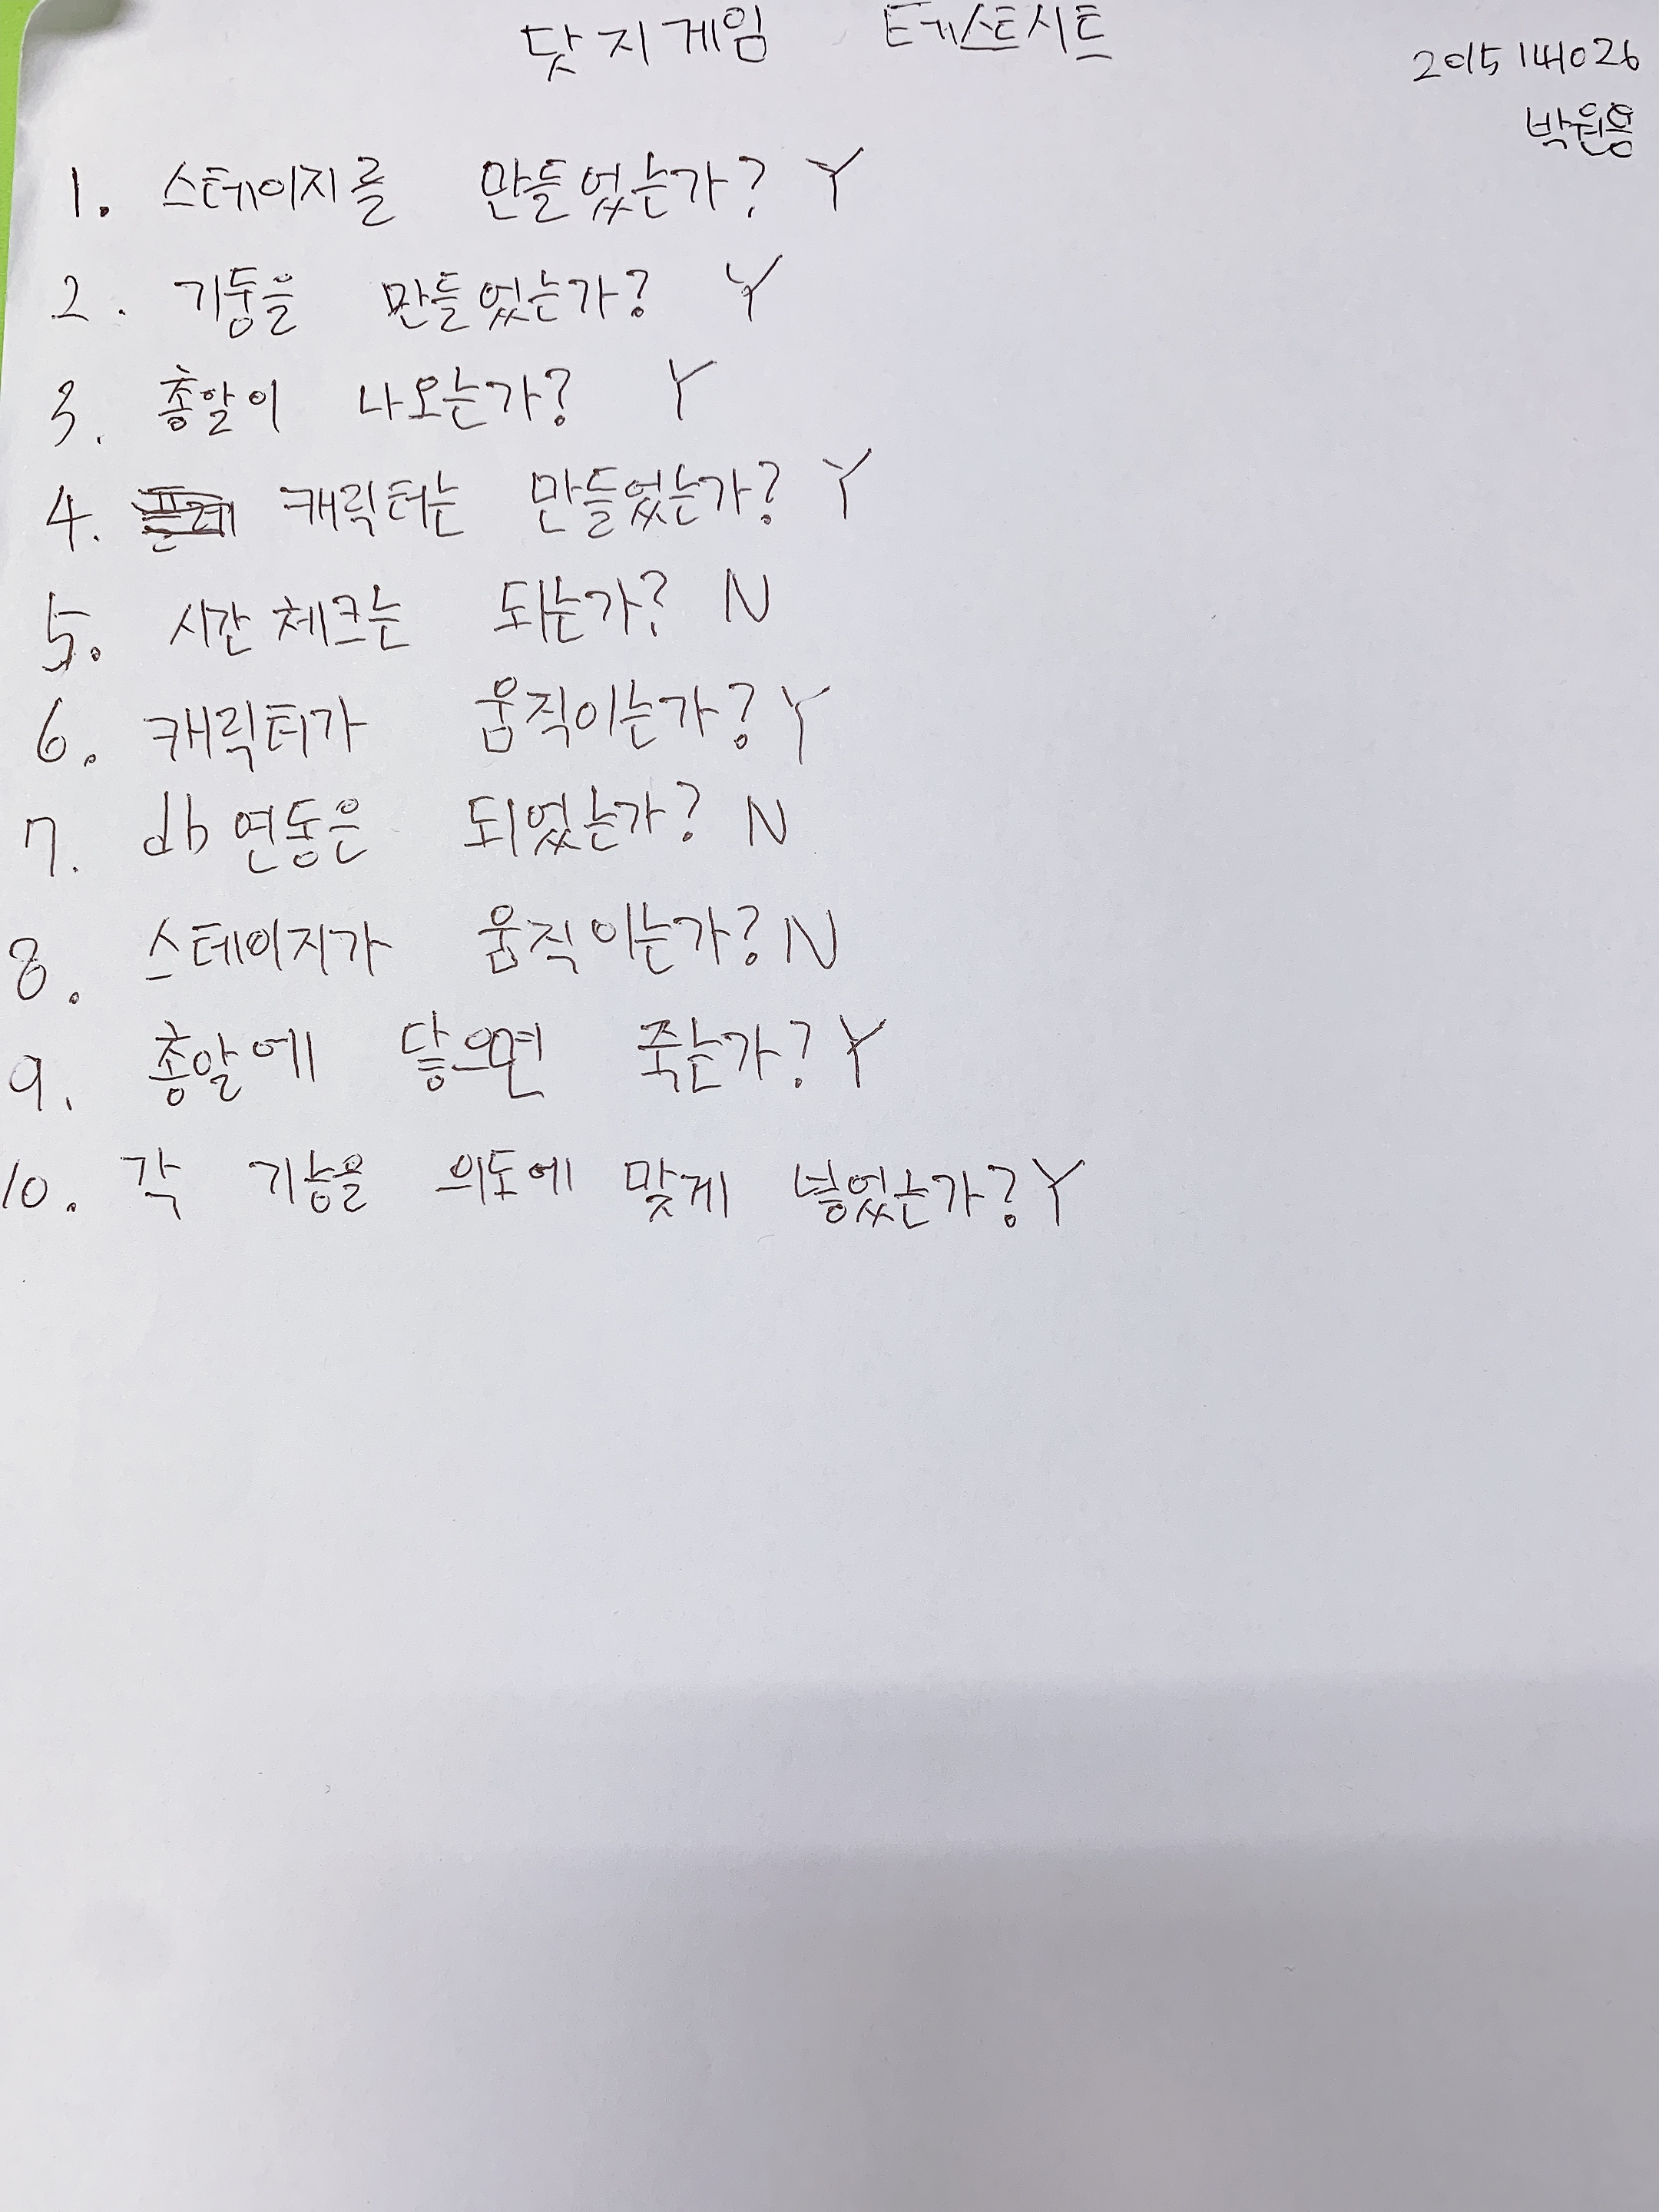 닷지게임 테스트시트
2015144026
박원용
1. 스테이지를 만들었는가? Y
2. 기둥을 만들었는가? Y
3. 총알이 나오는가? Y
4. 캐릭터는 만들었는가? Y
5. 시간체크는 되는가? N
6. 캐릭터가 움직이는가? Y
7. db연동은 되었는가? N
8. 스테이지가 움직이는가? N
9. 총알에 닿으면 죽는가? Y
10. 각 기능을 의도에 맞게 넣었는가? Y